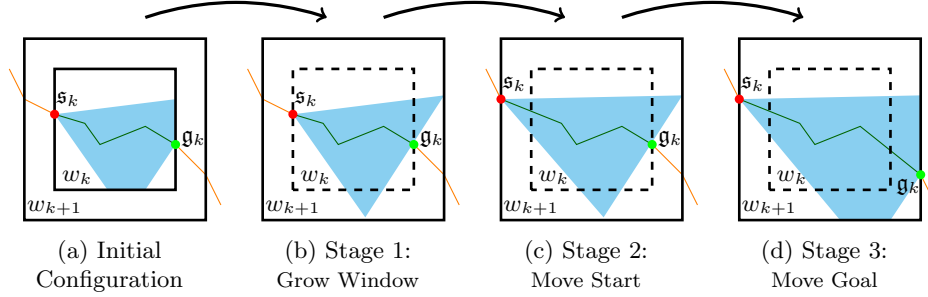 𝔰ₖ
𝔤ₖ
wₖ
wₖ₊₁
(a) Initial
Configuration
𝔰ₖ
𝔤ₖ
wₖ
wₖ₊₁
(b) Stage 1:
Grow Window
𝔰ₖ
𝔤ₖ
wₖ
wₖ₊₁
(c) Stage 2:
Move Start
𝔰ₖ
𝔤ₖ
wₖ
wₖ₊₁
(d) Stage 3:
Move Goal